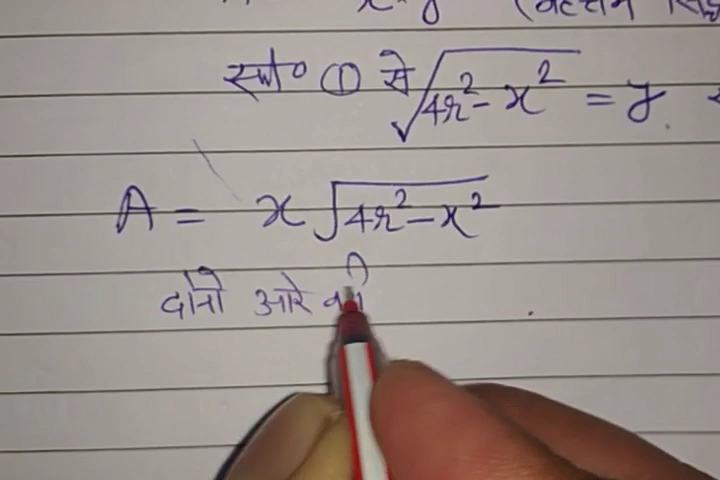 x y
समी० ① से √4r² - x² = y
A = x √4r² - x²
दोनो ओर